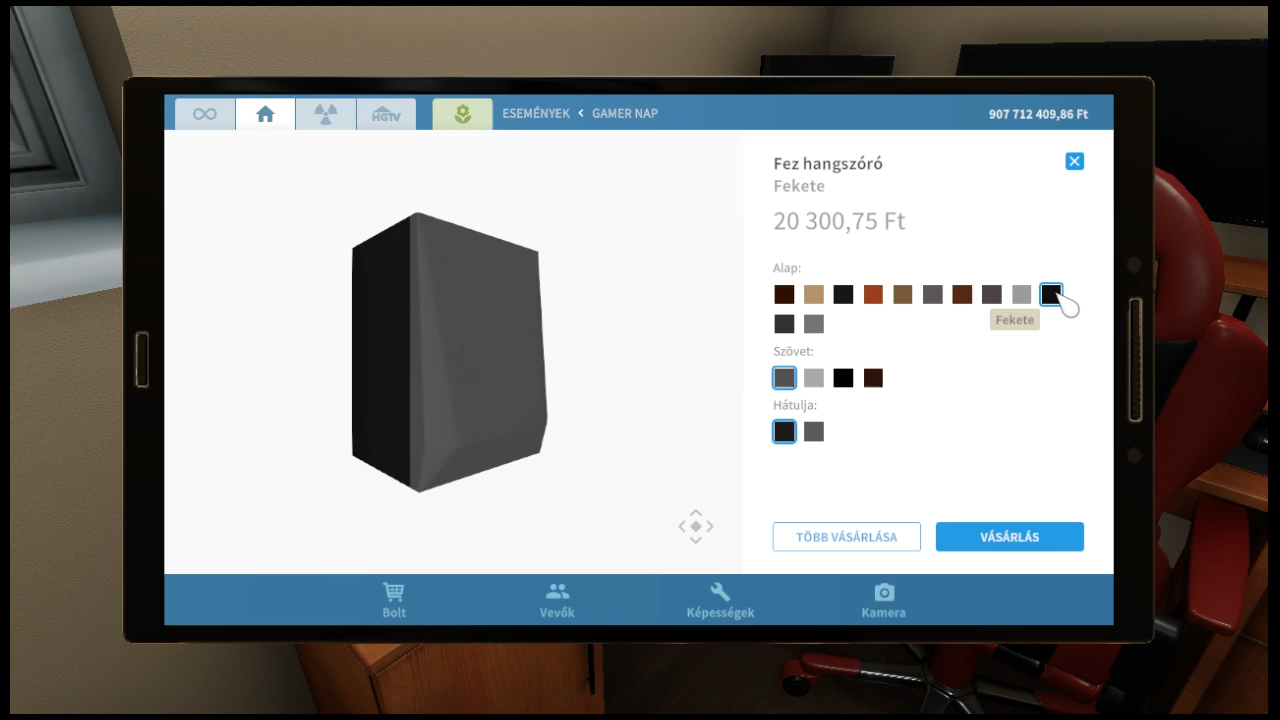 HGTV
ESEMÉNYEK < GAMER NAP
907 712 409,86 Ft
Fez hangszóró
Fekete
20 300,75 Ft
Alap:
Fekete
Szövet:
Hátulja:
TÖBB VÁSÁRLÁSA
VÁSÁRLÁS
Bolt
Vevők
Képességek
Kamera